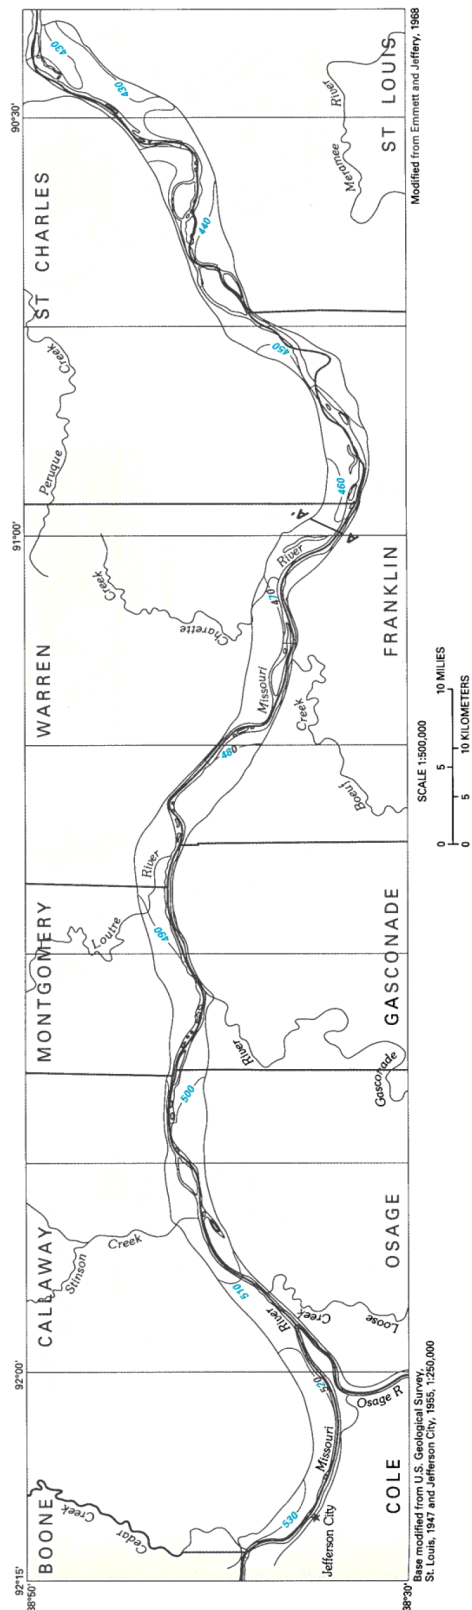 92°15'
92°00'
91°00'
90°30'
38°50'
BOONE
CALLAWAY
MONTGOMERY
WARREN
ST CHARLES
Cedar
Creek
Stinson
Creek
Loutre
River
Charette
Creek
Peruque
Creek
530
520
510
500
490
480
470
460
450
440
430
430
Jefferson City
Missouri
River
Osage R
Loose
Creek
Gasconade
River
Missouri
River
Boeuf
Creek
A
A'
Meramee
River
COLE
OSAGE
GASCONADE
FRANKLIN
ST LOUIS
38°30'
Base modified from U.S. Geological Survey,
St. Louis, 1947 and Jefferson City, 1955, 1:250,000
SCALE 1:500,000
0 5 10 MILIES
0 5 10 KILOMETERS
Modified from Emmett and Jeffery, 1968